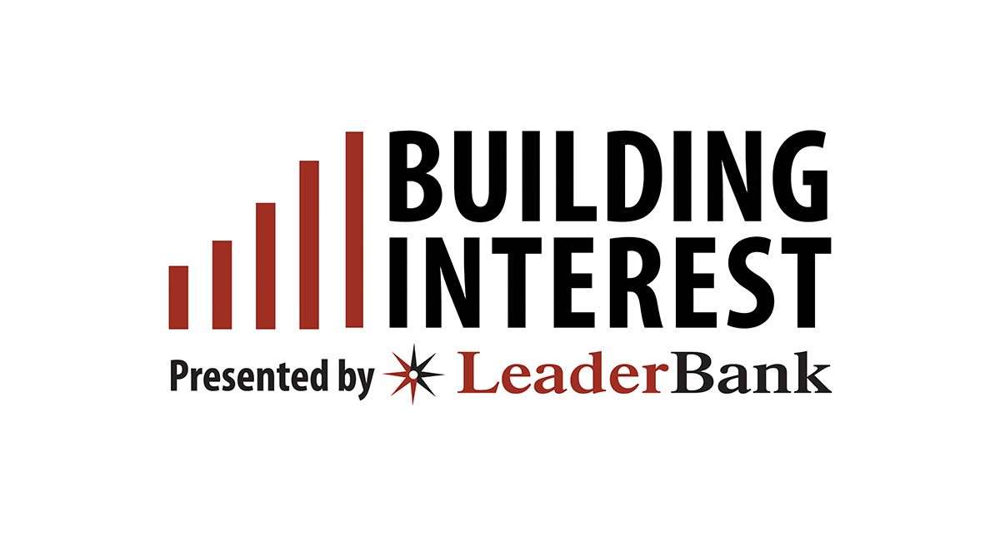 BUILDING
INTEREST
Presented by LeaderBank